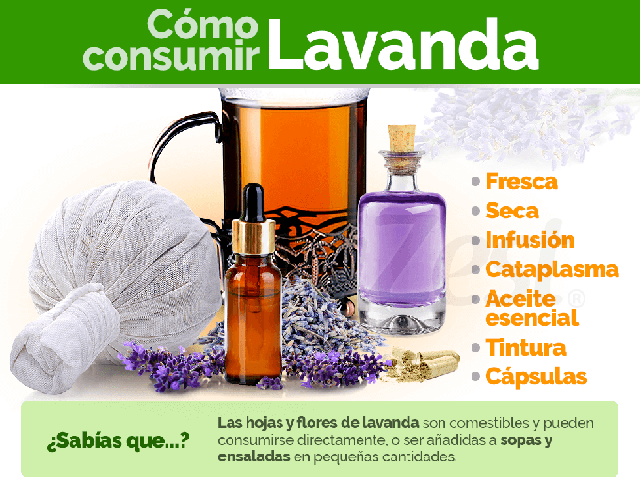 Cómo
consumir Lavanda
Fresca
Seca
Infusión
Cataplasma
Aceite
esencial
Tintura
Cápsulas
¿Sabías que...?
Las hojas y flores de lavanda son comestibles y pueden
consumirse directamente, o ser añadidas a sopas y
ensaladas en pequeñas cantidades.